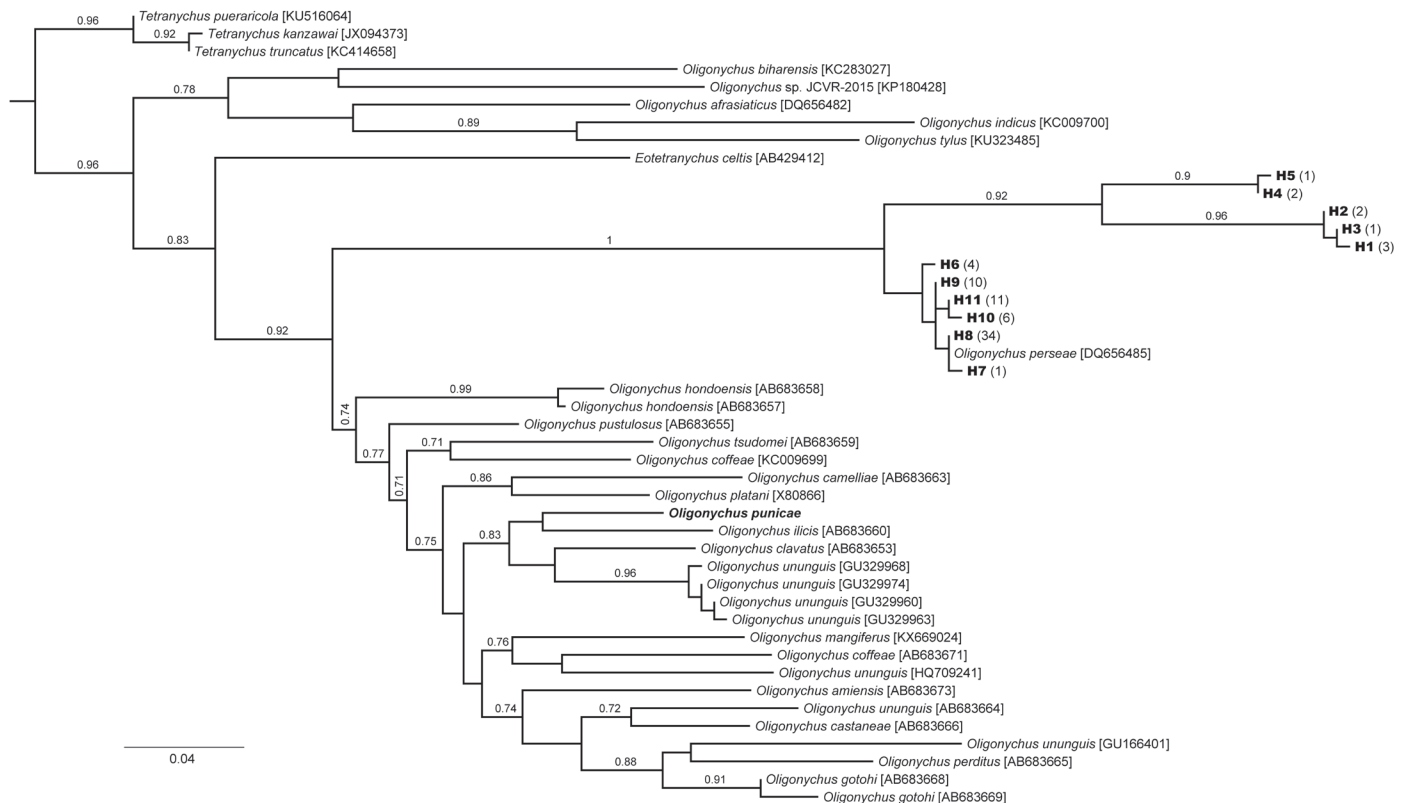 0.96
Tetranychus pueraricola [KU516064]
0.92
Tetranychus kanzawai [JX094373]
Tetranychus truncatus [KC414658]
Oligonychus biharensis [KC283027]
0.78
Oligonychus sp. JCVR-2015 [KP180428]
Oligonychus afrasiaticus [DQ656482]
0.89
Oligonychus indicus [KC009700]
Oligonychus tylus [KU323485]
0.96
Eotetranychus celtis [AB429412]
0.9
H5 (1)
H4 (2)
0.92
0.96
H2 (2)
H3 (1)
H1 (3)
0.83
1
H6 (4)
H9 (10)
H11 (11)
H10 (6)
0.92
H8 (34)
Oligonychus perseae [DQ656485]
H7 (1)
0.99
Oligonychus hondoensis [AB683658]
0.74
Oligonychus hondoensis [AB683657]
Oligonychus pustulosus [AB683655]
0.77
0.71
Oligonychus tsudomei [AB683659]
Oligonychus coffeae [KC009699]
0.71
0.86
Oligonychus camelliae [AB683663]
Oligonychus platani [X80866]
Oligonychus punicae
0.75
0.83
Oligonychus ilicis [AB683660]
Oligonychus clavatus [AB683653]
0.96
Oligonychus ununguis [GU329968]
Oligonychus ununguis [GU329974]
Oligonychus ununguis [GU329960]
Oligonychus ununguis [GU329963]
0.76
Oligonychus mangiferus [KX669024]
Oligonychus coffeae [AB683671]
Oligonychus ununguis [HQ709241]
Oligonychus amiensis [AB683673]
0.74
0.72
Oligonychus ununguis [AB683664]
Oligonychus castaneae [AB683666]
Oligonychus ununguis [GU166401]
0.88
Oligonychus perditus [AB683665]
0.91
Oligonychus gotohi [AB683668]
Oligonychus gotohi [AB683669]
0.04